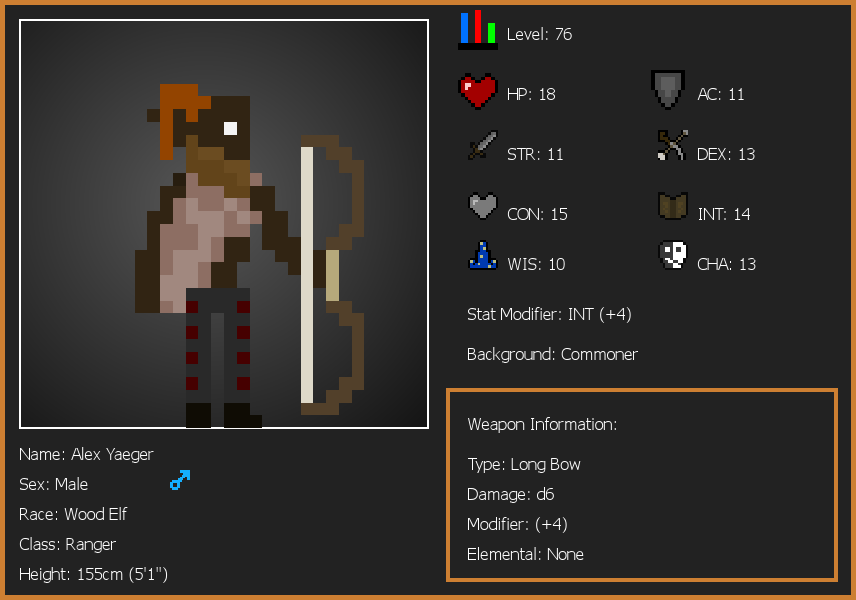 Level: 76
HP: 18
AC: 11
STR: 11
DEX: 13
CON: 15
INT: 14
WIS: 10
CHA: 13
Stat Modifier: INT (+4)
Background: Commoner
Weapon Information:
Type: Long Bow
Damage: d6
Modifier: (+4)
Elemental: None
Name: Alex Yaeger
Sex: Male
Race: Wood Elf
Class: Ranger
Height: 155cm (5'1")